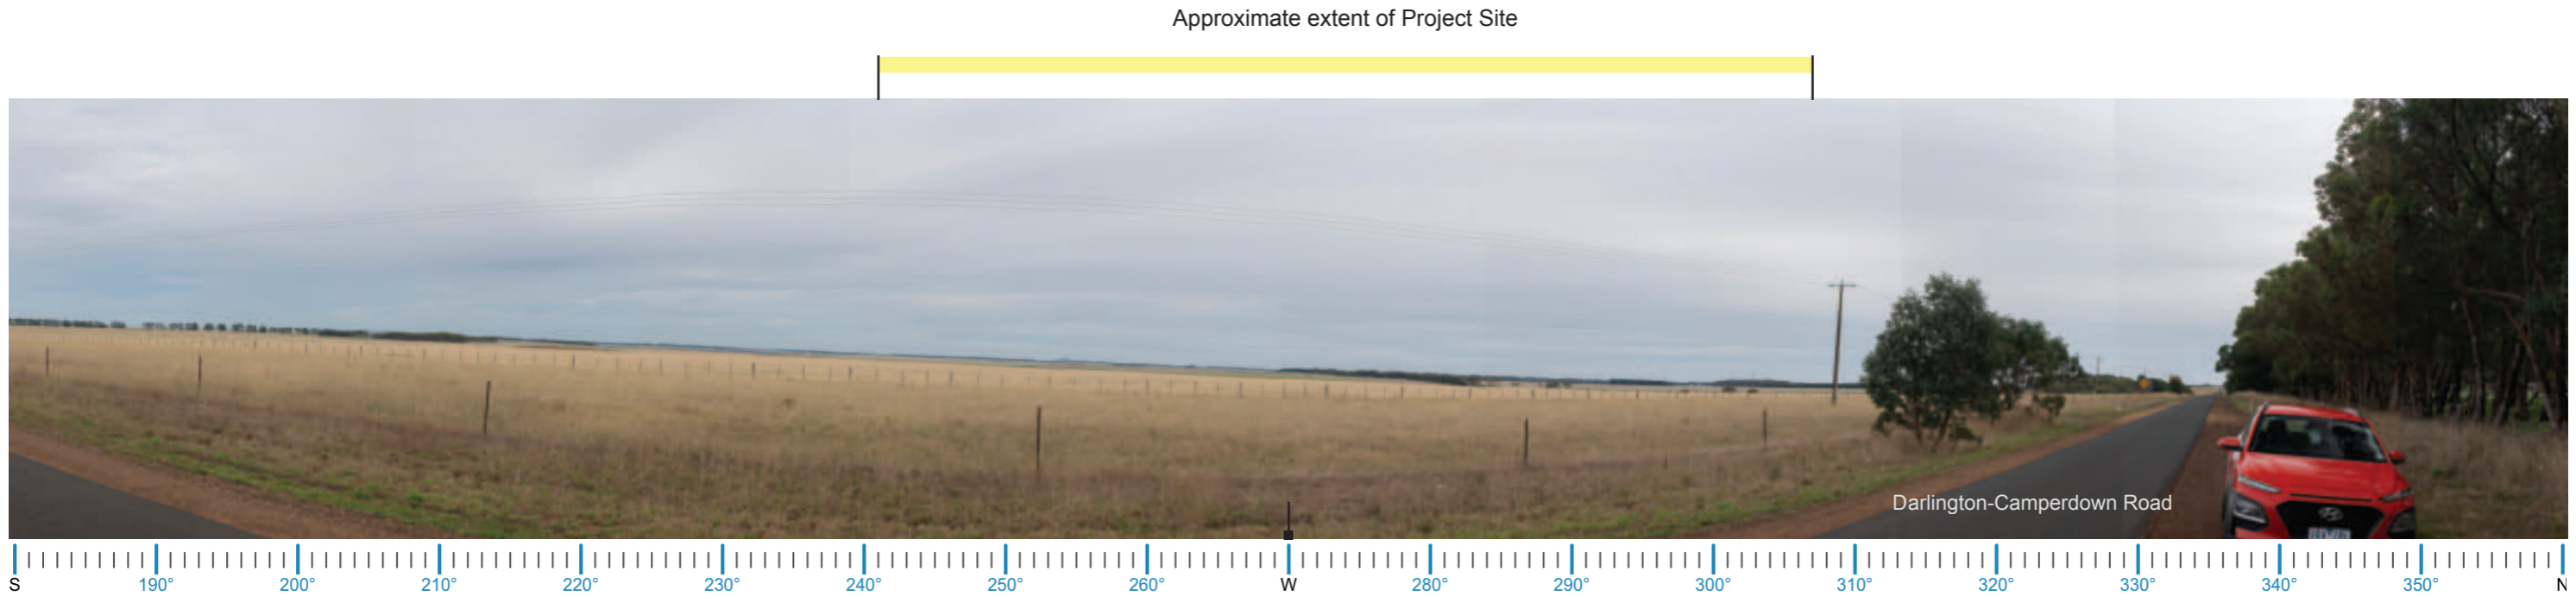 Approximate extent of Project Site
Darlington-Camperdown Road
S 190° 200° 210° 220° 230° 240° 250° 260° W 280° 290° 300° 310° 320° 330° 340° 350° N